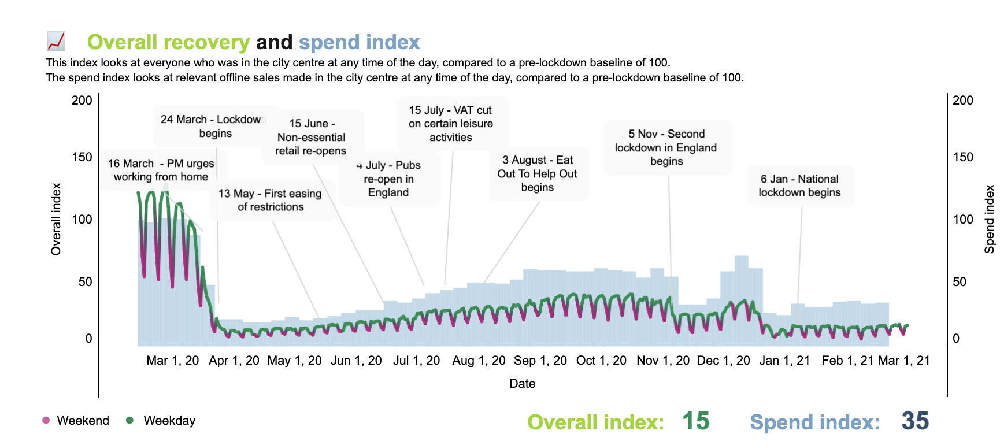 Overall recovery and spend index
This index looks at everyone who was in the city centre at any time of the day, compared to a pre-lockdown baseline of 100.
The spend index looks at relevant offline sales made in the city centre at any time of the day, compared to a pre-lockdown baseline of 100.
200
150
100
50
0
Overall index
200
150
100
50
0
Spend index
16 March - PM urges
working from home
24 March - Lockdown
begins
13 May - First easing
of restrictions
15 June -
Non-essential
retail re-opens
4 July - Pubs
re-open in
England
15 July - VAT cut
on certain leisure
activities
3 August - Eat
Out To Help Out
begins
5 Nov - Second
lockdown in England
begins
6 Jan - National
lockdown begins
Mar 1, 20 Apr 1, 20 May 1, 20 Jun 1, 20 Jul 1, 20 Aug 1, 20 Sep 1, 20 Oct 1, 20 Nov 1, 20 Dec 1, 20 Jan 1, 21 Feb 1, 21 Mar 1, 21
Date
Weekend Weekday
Overall index: 15 Spend index: 35